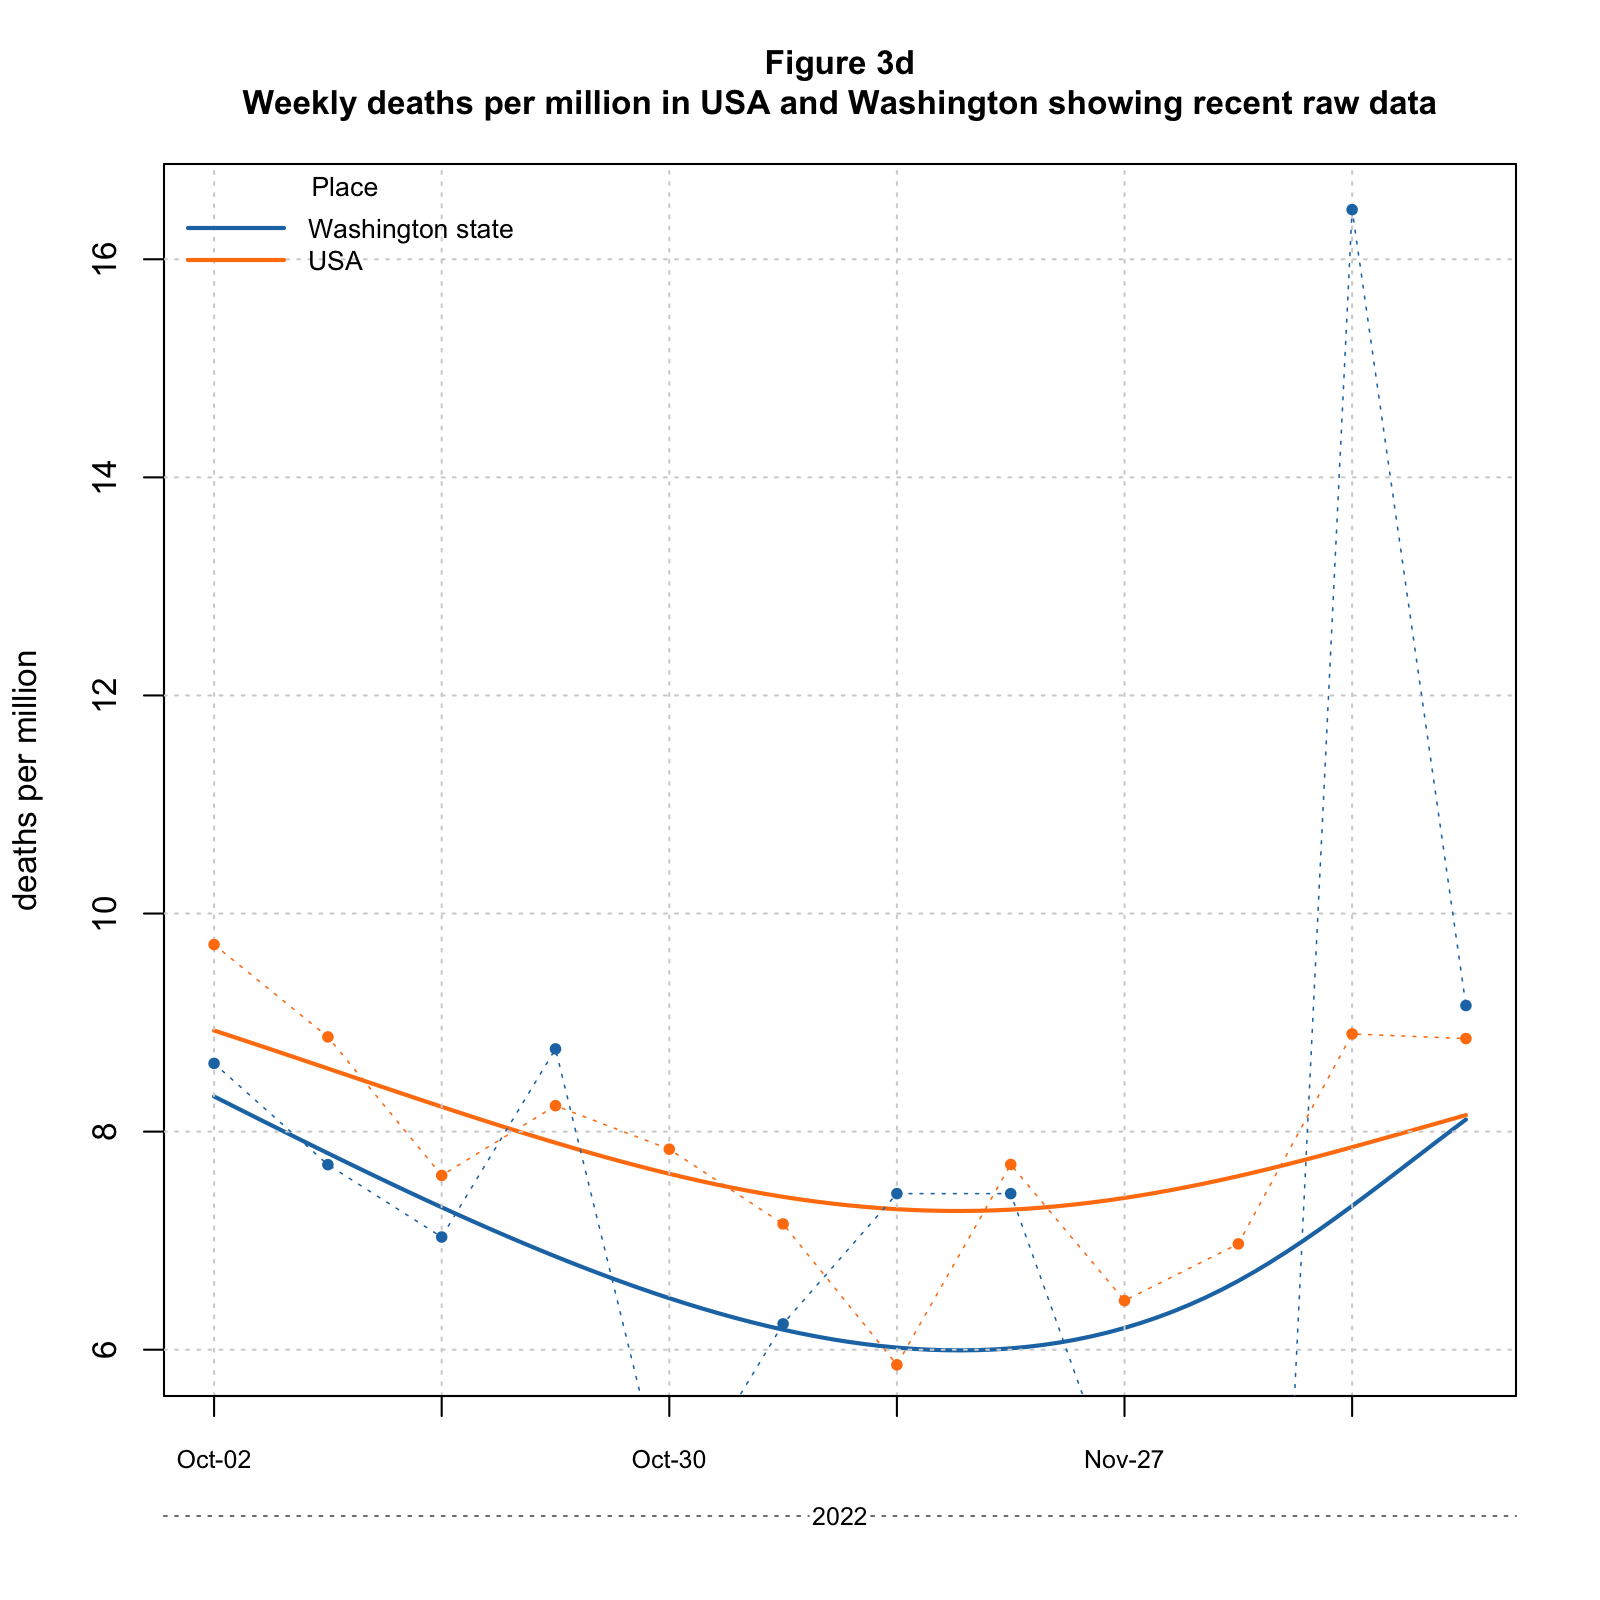 Figure 3d
Weekly deaths per million in USA and Washington showing recent raw data
Place
Washington state
USA
deaths per million
16
14
12
10
8
6
Oct-02
Oct-30
Nov-27
2022